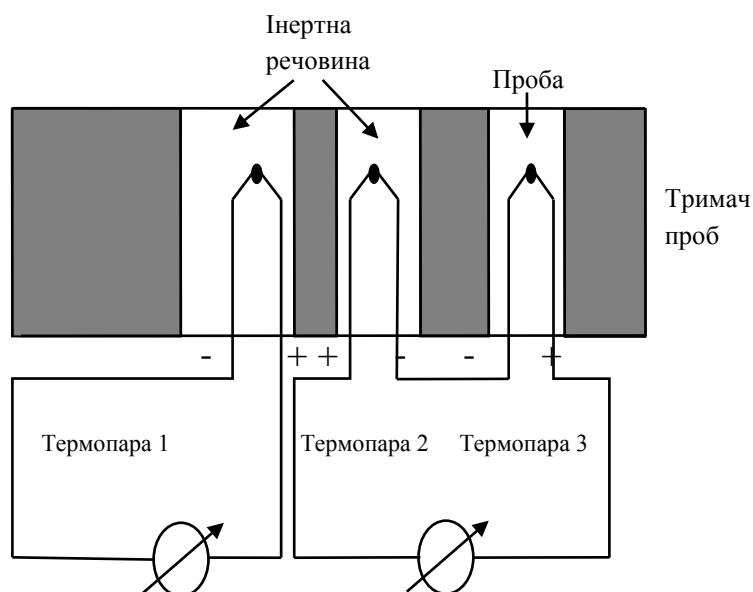 Інертна
речовина
Проба
Тримач
проб
- + + - - +
Термопара 1
Термопара 2
Термопара 3